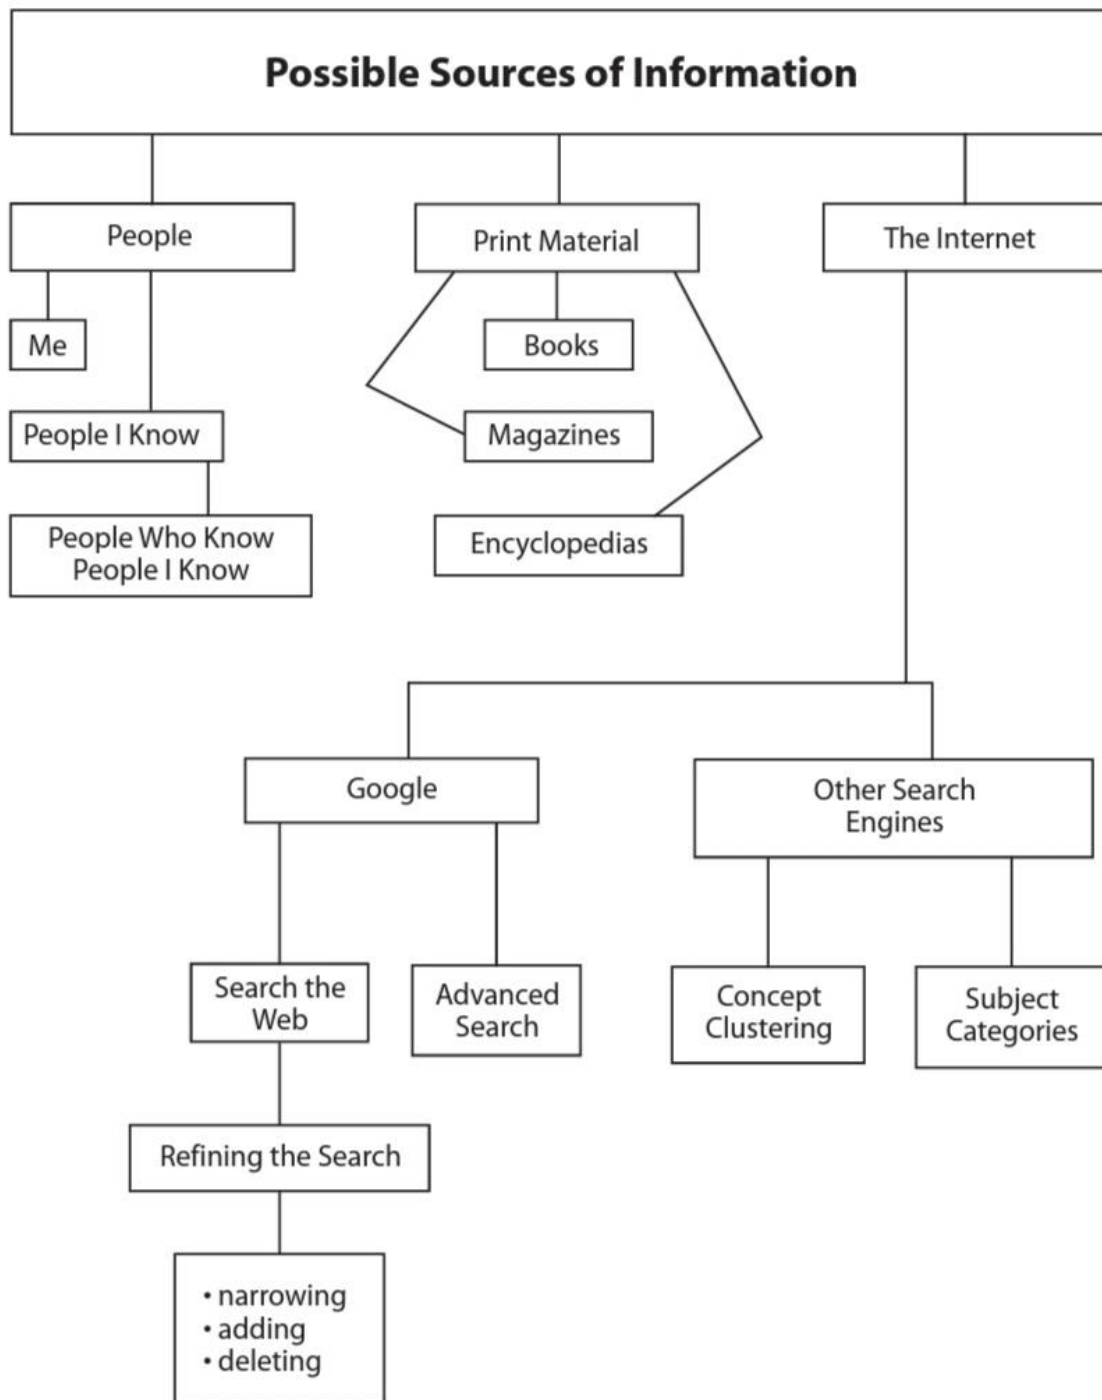 Possible Sources of Information
People
Print Material
The Internet
Me
Books
People I Know
Magazines
People Who Know
People I Know
Encyclopedias
Google
Other Search
Engines
Search the
Web
Advanced
Search
Concept
Clustering
Subject
Categories
Refining the Search
• narrowing
• adding
• deleting